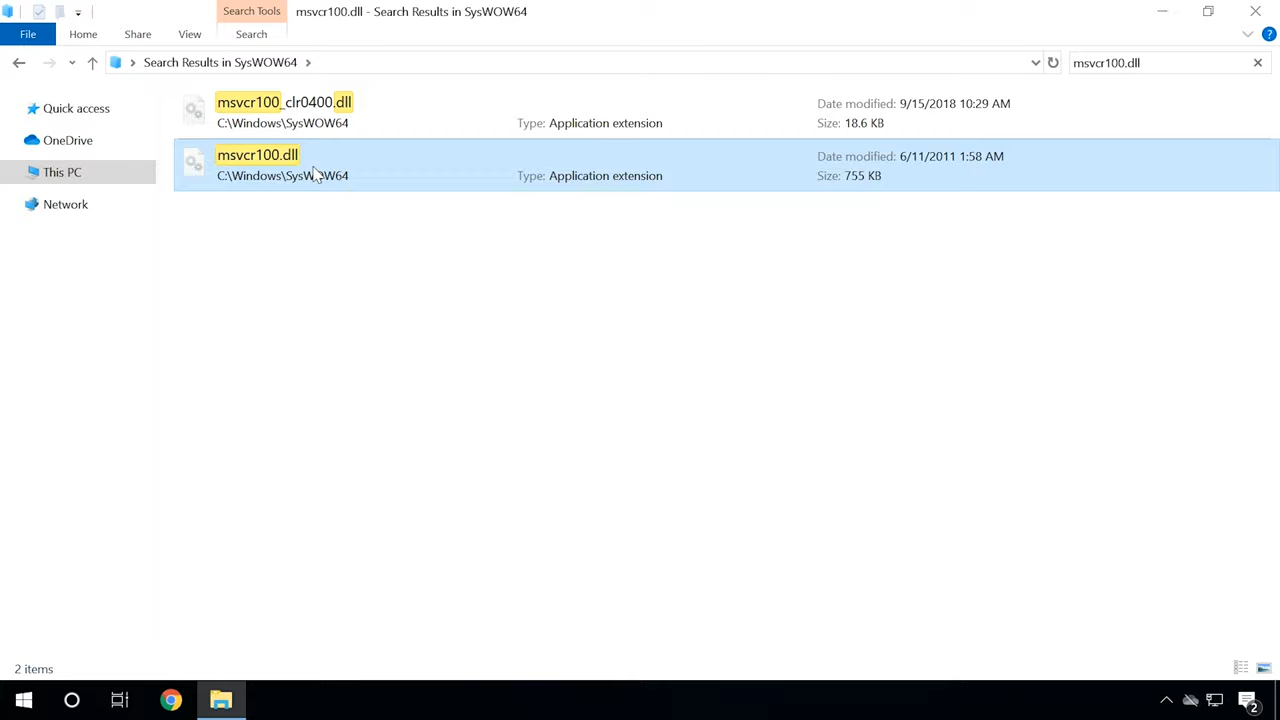 Search Tools
msvcr100.dll - Search Results in SysWOW64
File
Home
Share
View
Search
?
Search Results in SysWOW64
msvcr100.dll
Quick access
OneDrive
This PC
Network
msvcr100_clr0400.dll
C:\Windows\SysWOW64
Type: Application extension
Date modified: 9/15/2018 10:29 AM
Size: 18.6 KB
msvcr100.dll
C:\Windows\SysWOW64
Type: Application extension
Date modified: 6/11/2011 1:58 AM
Size: 755 KB
2 items
2